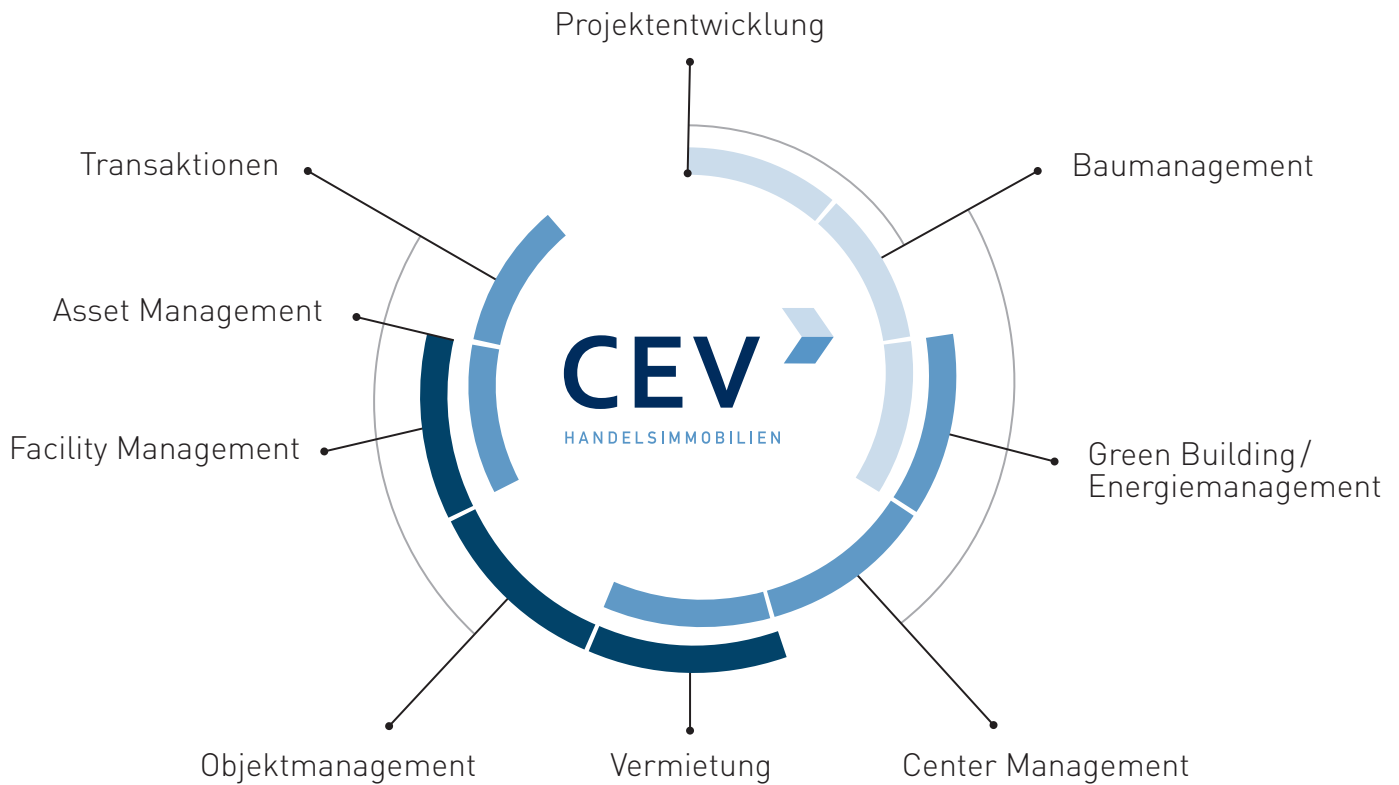 Projektentwicklung
Transaktionen
Baumanagement
Asset Management
CEV
HANDELSIMMOBILIEN
Facility Management
Green Building/
Energiemanagement
Objektmanagement
Vermietung
Center Management